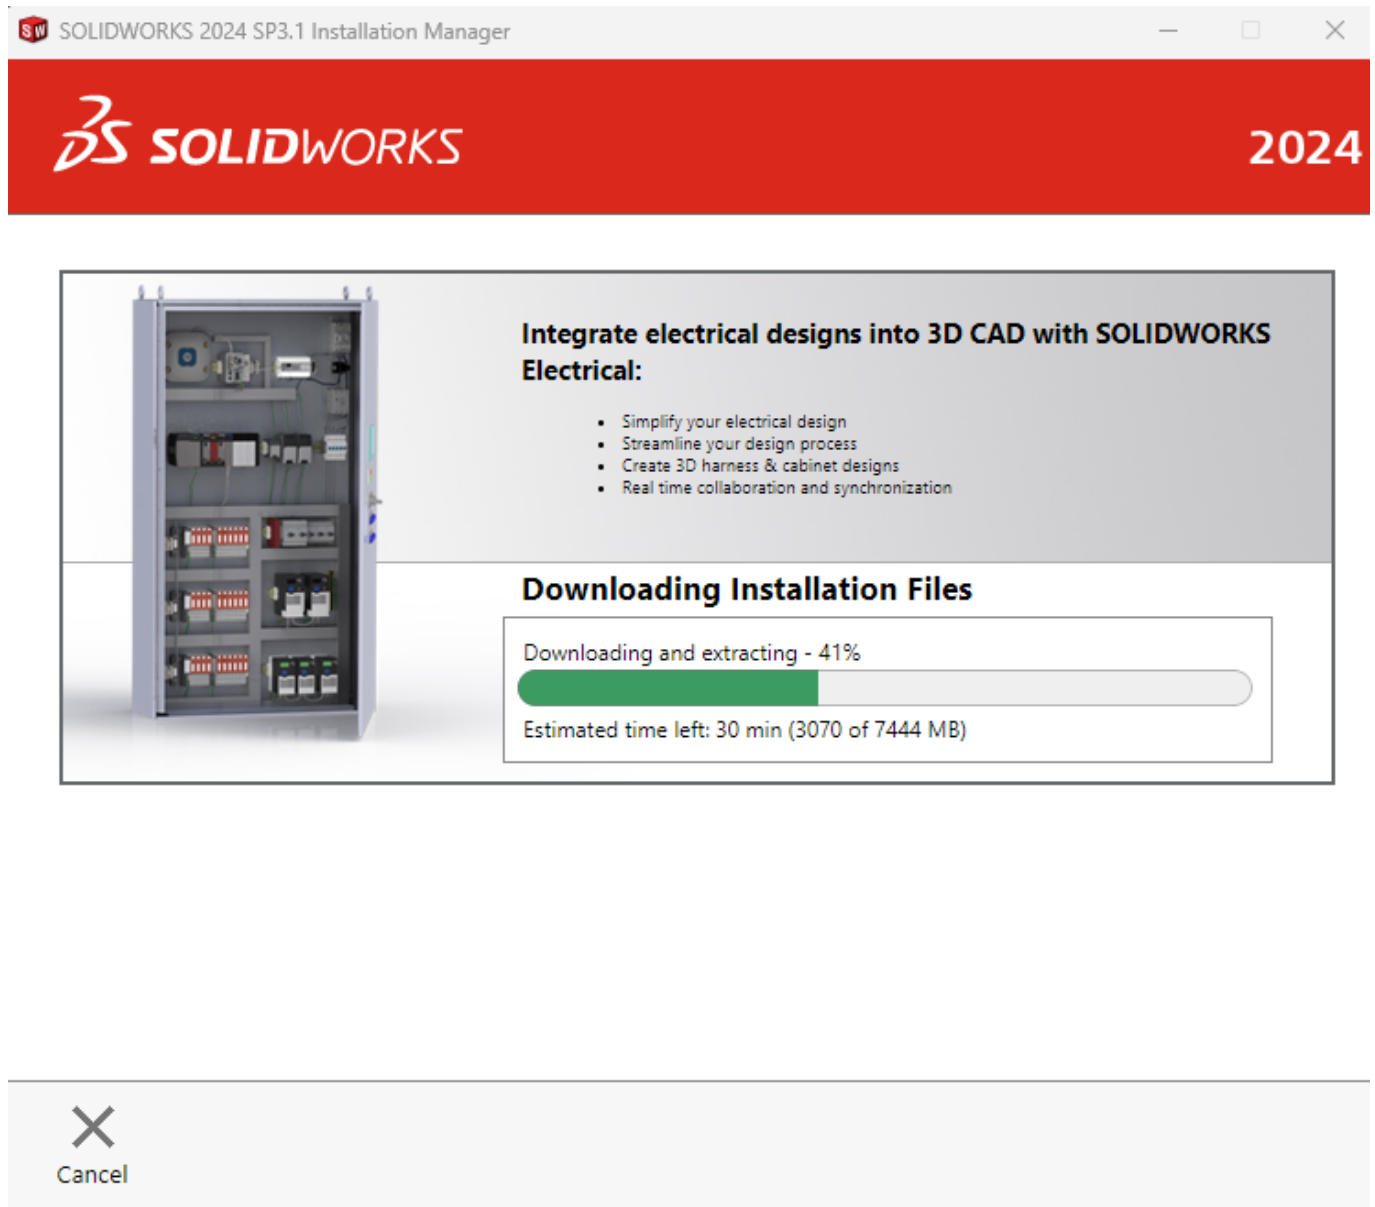 SOLIDWORKS 2024 SP3.1 Installation Manager
SOLIDWORKS
2024
Integrate electrical designs into 3D CAD with SOLIDWORKS
Electrical:
• Simplify your electrical design
• Streamline your design process
• Create 3D harness & cabinet designs
• Real time collaboration and synchronization
Downloading Installation Files
Downloading and extracting - 41%
Estimated time left: 30 min (3070 of 7444 MB)
Cancel